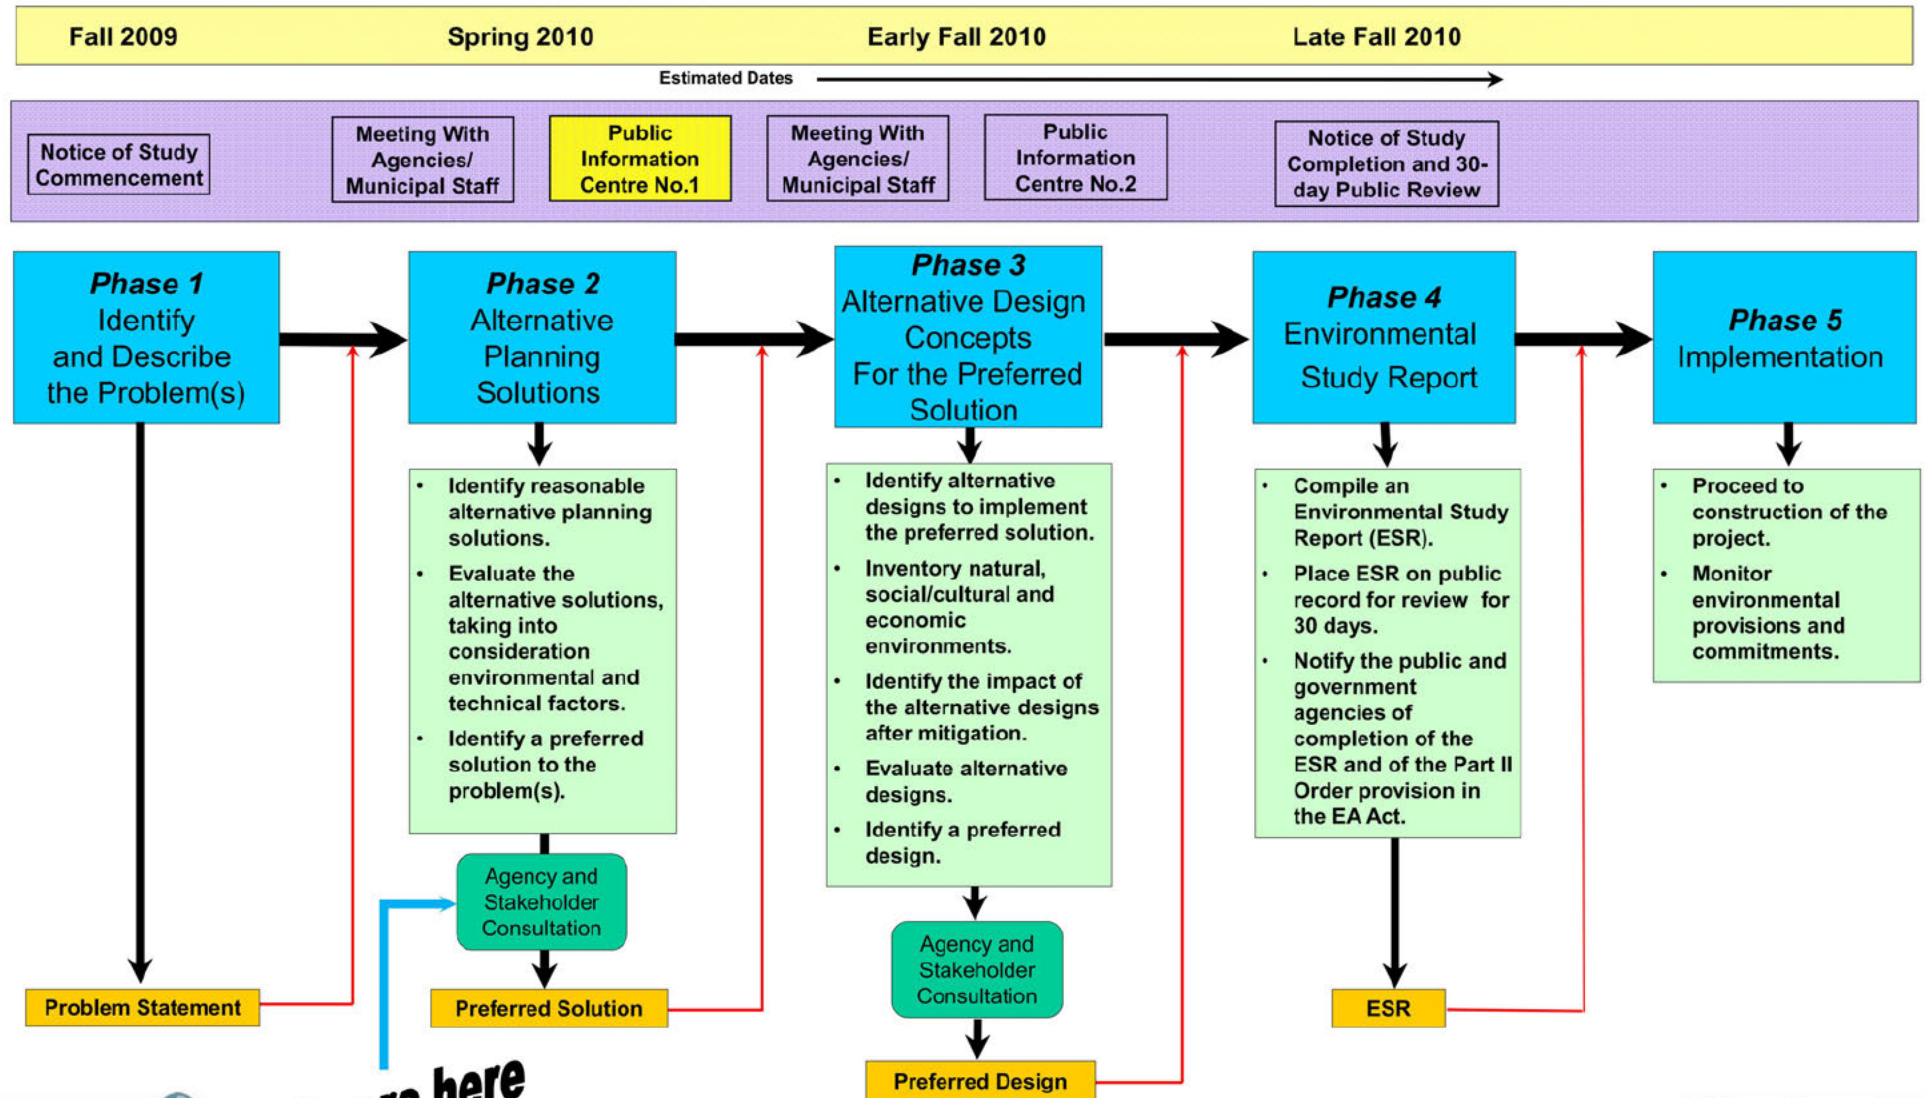 Fall 2009
Spring 2010
Early Fall 2010
Late Fall 2010
Estimated Dates
Notice of Study
Commencement
Meeting With
Agencies/
Municipal Staff
Public
Information
Centre No.1
Meeting With
Agencies/
Municipal Staff
Public
Information
Centre No.2
Notice of Study
Completion and 30-
day Public Review
Phase 1
Identify
and Describe
the Problem(s)
Phase 2
Alternative
Planning
Solutions
Phase 3
Alternative Design
Concepts
For the Preferred
Solution
Phase 4
Environmental
Study Report
Phase 5
Implementation
• Identify reasonable
alternative planning
solutions.
• Evaluate the
alternative solutions,
taking into
consideration
environmental and
technical factors.
• Identify a preferred
solution to the
problem(s).
• Identify alternative
designs to implement
the preferred solution.
• Inventory natural,
social/cultural and
economic
environments.
• Identify the impact of
the alternative designs
after mitigation.
• Evaluate alternative
designs.
• Identify a preferred
design.
• Compile an
Environmental Study
Report (ESR).
• Place ESR on public
record for review for
30 days.
• Notify the public and
government
agencies of
completion of the
ESR and of the Part II
Order provision in
the EA Act.
• Proceed to
construction of the
project.
• Monitor
environmental
provisions and
commitments.
Agency and
Stakeholder
Consultation
Agency and
Stakeholder
Consultation
Problem Statement
Preferred Solution
Preferred Design
ESR
here